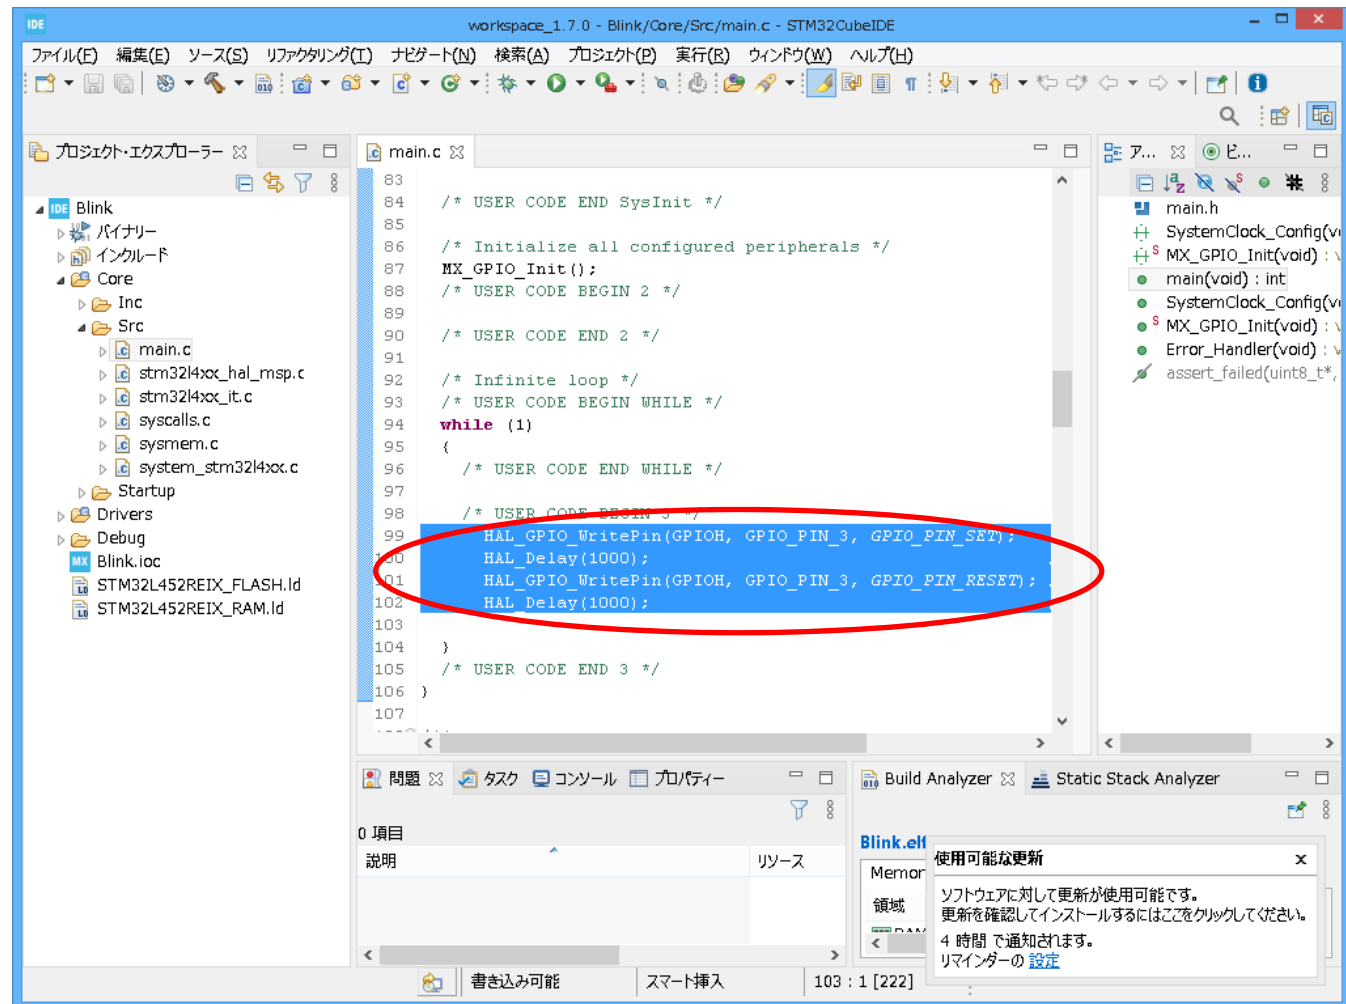 IDE
workspace_1.7.0 - Blink/Core/Src/main.c - STM32CubeIDE
ファイル(F) 編集(E) ソース(S) リファクタリング(T) ナビゲート(N) 検索(A) プロジェクト(P) 実行(R) ウィンドウ(W) ヘルプ(H)
プロジェクト・エクスプローラー
Blink
バイナリー
インクルード
Core
Inc
Src
main.c
stm32l4xx_hal_msp.c
stm32l4xx_it.c
syscalls.c
sysmem.c
system_stm32l4xx.c
Startup
Drivers
Debug
Blink.ioc
STM32L452REIX_FLASH.ld
STM32L452REIX_RAM.ld
main.c
83
84 /* USER CODE END SysInit */
85
86 /* Initialize all configured peripherals */
87 MX_GPIO_Init();
88 /* USER CODE BEGIN 2 */
89
90 /* USER CODE END 2 */
91
92 /* Infinite loop */
93 /* USER CODE BEGIN WHILE */
94 while (1)
95 {
96 /* USER CODE END WHILE */
97
98 /* USER CODE BEGIN 3 */
99 HAL_GPIO_WritePin(GPIOH, GPIO_PIN_3, GPIO_PIN_SET);
100 HAL_Delay(1000);
101 HAL_GPIO_WritePin(GPIOH, GPIO_PIN_3, GPIO_PIN_RESET);
102 HAL_Delay(1000);
103
104 }
105 /* USER CODE END 3 */
106 }
107
ア... ビ...
main.h
SystemClock_Config(v
MX_GPIO_Init(void) : v
main(void) : int
SystemClock_Config(v
MX_GPIO_Init(void) : v
Error_Handler(void) : v
assert_failed(uint8_t*,
問題 タスク コンソール プロパティー
0 項目
説明 リソース
Build Analyzer Static Stack Analyzer
Blink.elf
Memor
領域
RAM
使用可能な更新 x
ソフトウェアに対して更新が使用可能です。
更新を確認してインストールするにはここをクリックしてください。
4 時間 で通知されます。
リマインダーの 設定
書き込み可能 スマート挿入 103 : 1 [222]